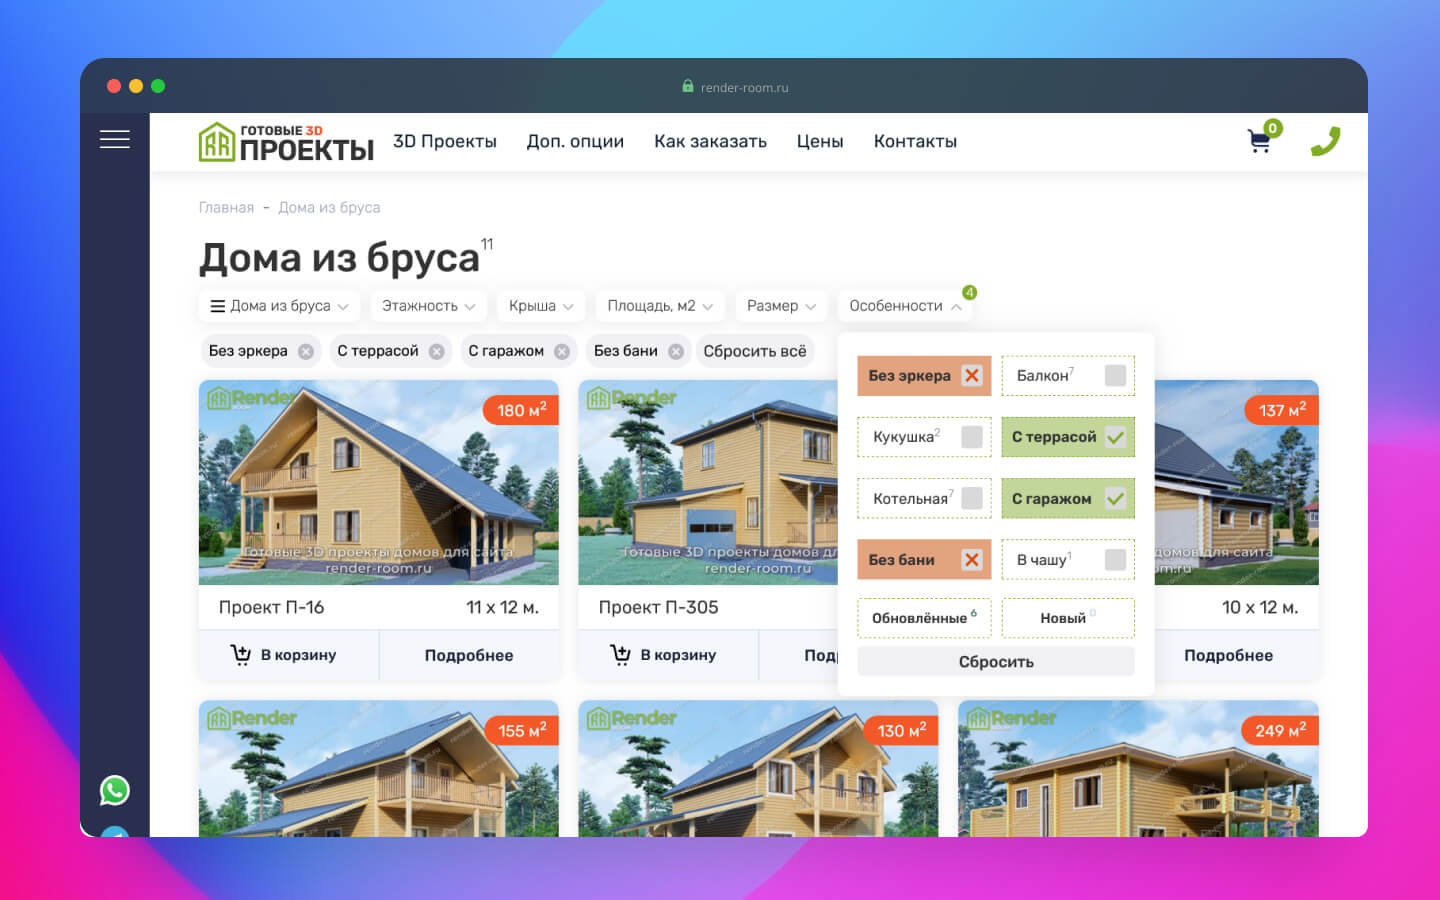 render-room.ru
ГОТОВЫЕ 3D
ПРОЕКТЫ
3D Проекты
Доп. опции
Как заказать
Цены
Контакты
0
Главная - Дома из бруса
Дома из бруса 11
Дома из бруса
Этажность
Крыша
Площадь, м2
Размер
Особенности
4
Без эркера
С террасой
С гаражом
Без бани
Сбросить всё
Без эркера
Балкон 7
Кукушка 2
С террасой
Котельная 7
С гаражом
Без бани
В чашу 1
Обновлённые 6
Новый 0
Сбросить
Render
180 м2
Готовые 3D проекты домов для сайта
render-room.ru
Проект П-16
11 x 12 м.
В корзину
Подробнее
Render
Готовые 3D проекты домов дл
render-room.ru
Проект П-305
В корзину
Под
137 м2
домов для сайта
m.ru
10 x 12 м.
Подробнее
Render
155 м2
Render
130 м2
Render
249 м2